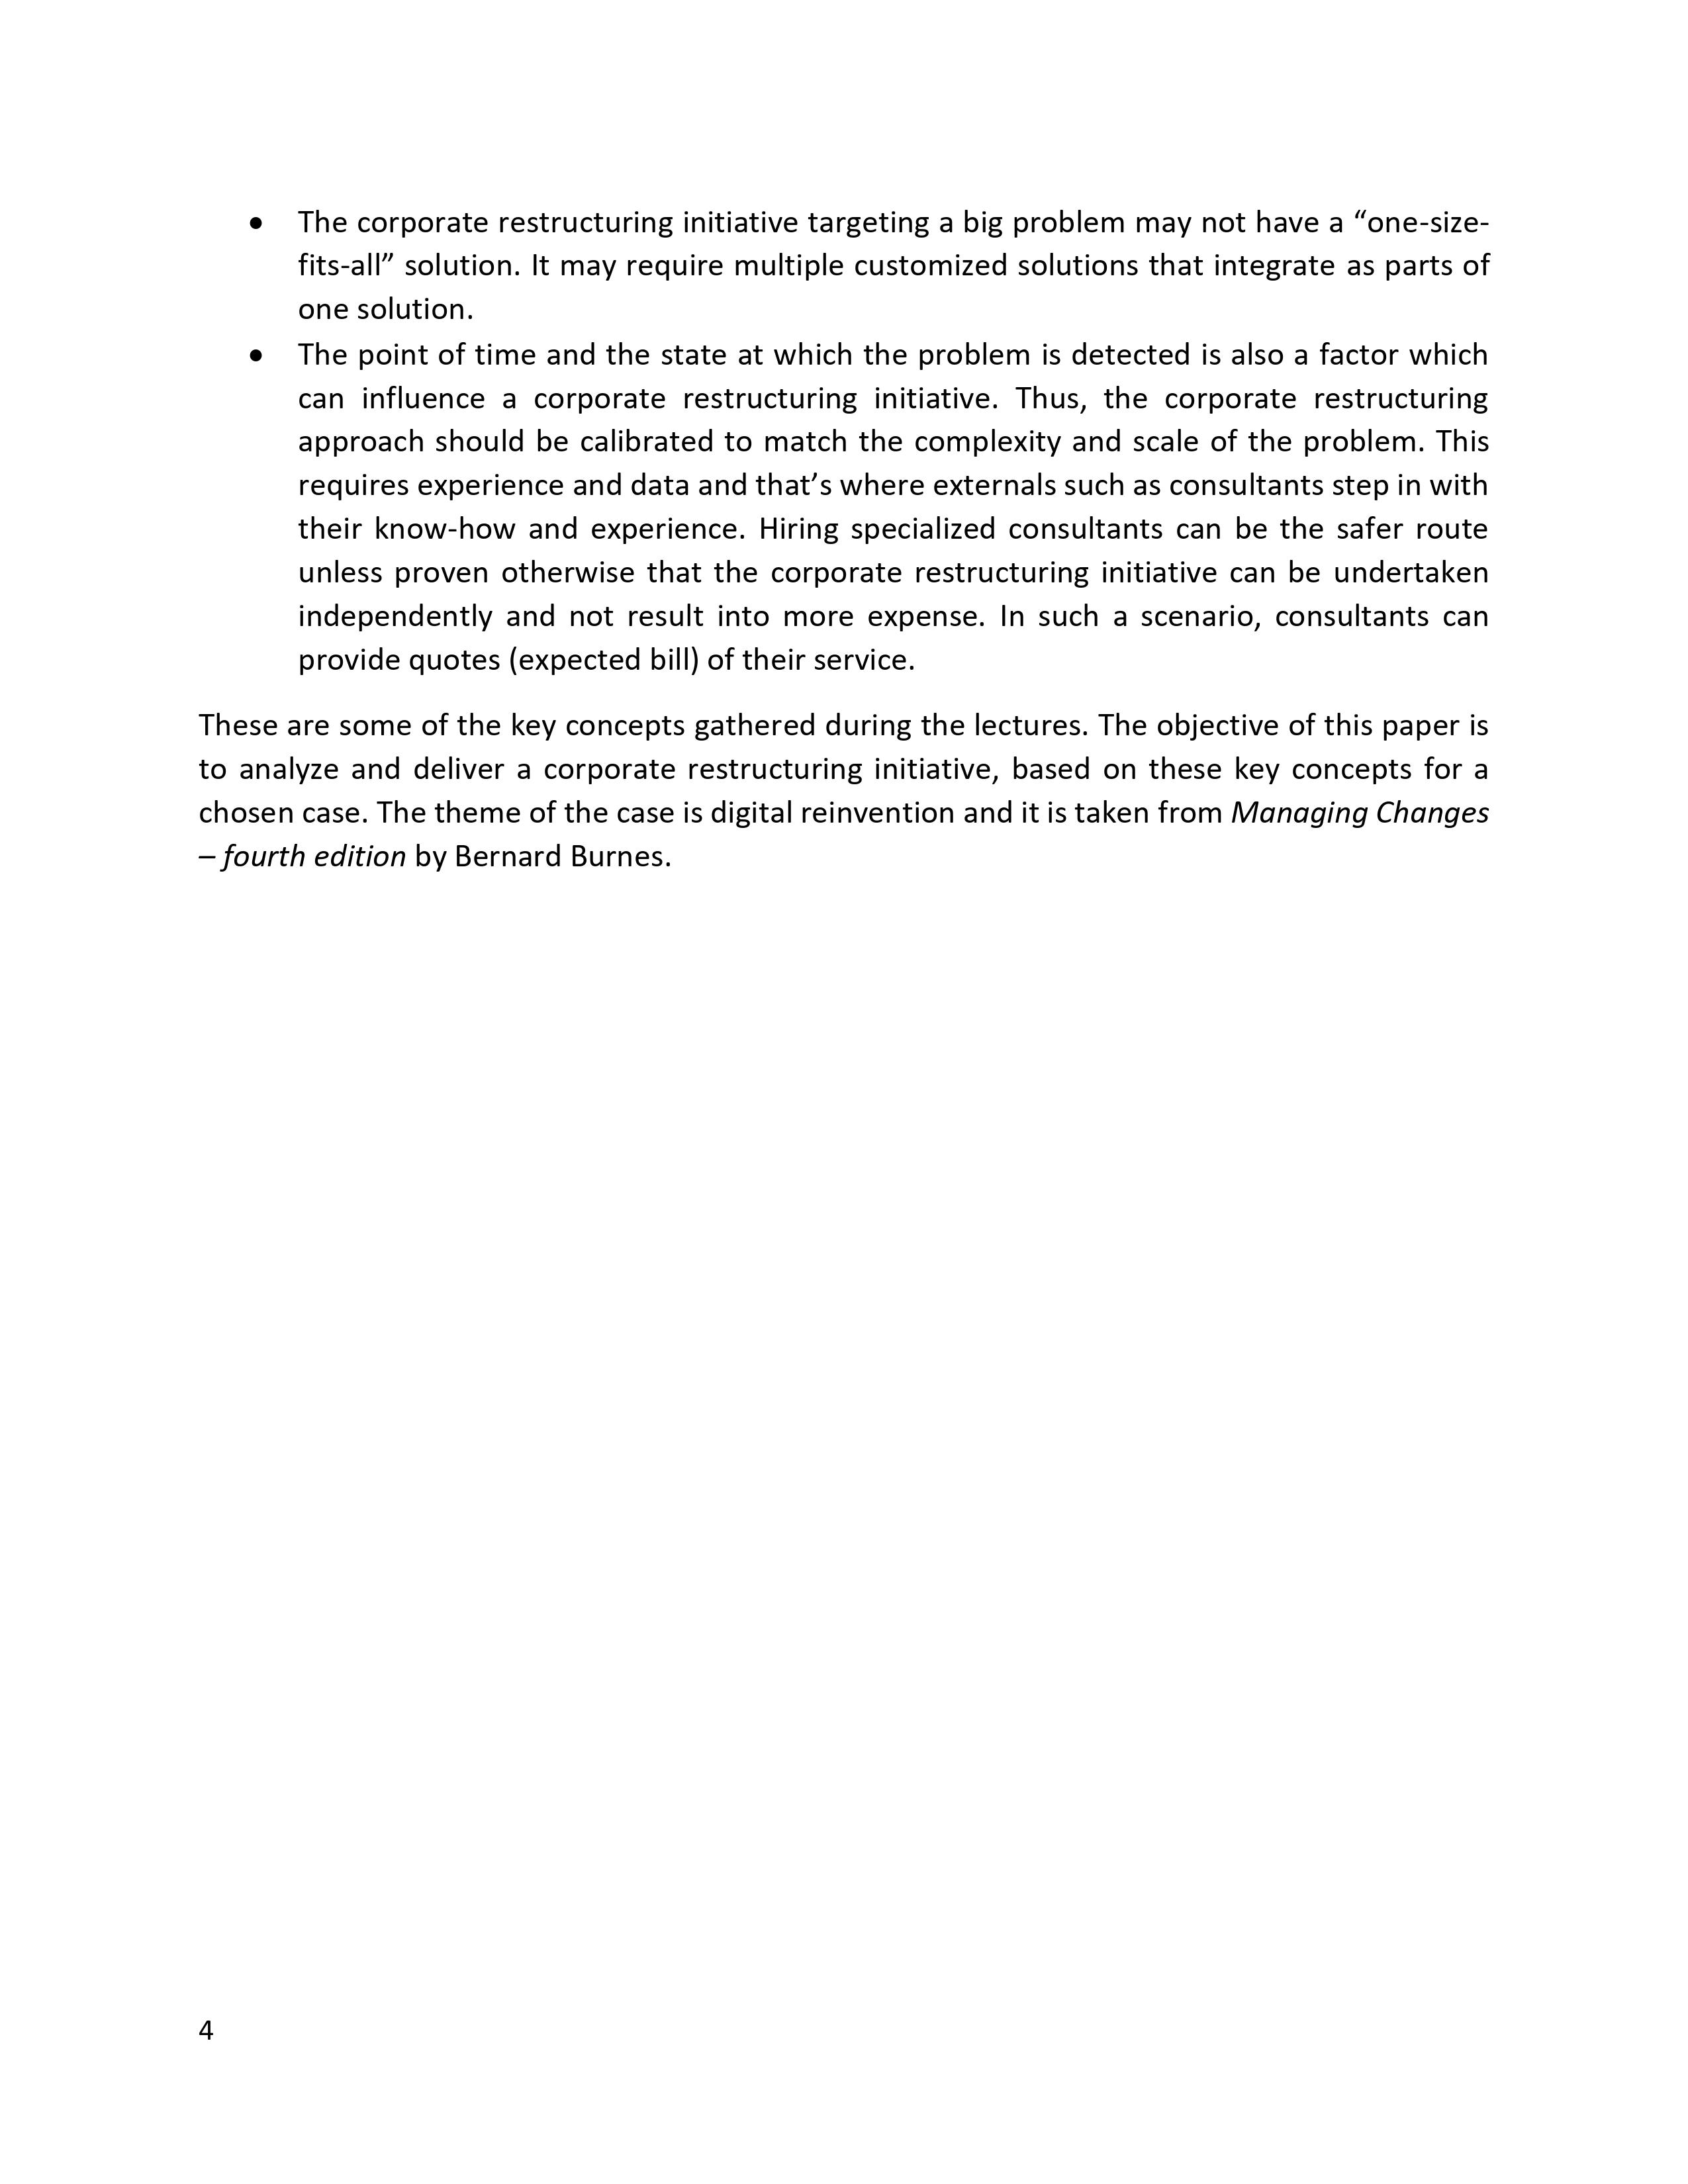 • The corporate restructuring initiative targeting a big problem may not have a “one-size-
fits-all” solution. It may require multiple customized solutions that integrate as parts of
one solution.
• The point of time and the state at which the problem is detected is also a factor which
can influence a corporate restructuring initiative. Thus, the corporate restructuring
approach should be calibrated to match the complexity and scale of the problem. This
requires experience and data and that’s where externals such as consultants step in with
their know-how and experience. Hiring specialized consultants can be the safer route
unless proven otherwise that the corporate restructuring initiative can be undertaken
independently and not result into more expense. In such a scenario, consultants can
provide quotes (expected bill) of their service.
These are some of the key concepts gathered during the lectures. The objective of this paper is
to analyze and deliver a corporate restructuring initiative, based on these key concepts for a
chosen case. The theme of the case is digital reinvention and it is taken from Managing Changes
– fourth edition by Bernard Burnes.
4